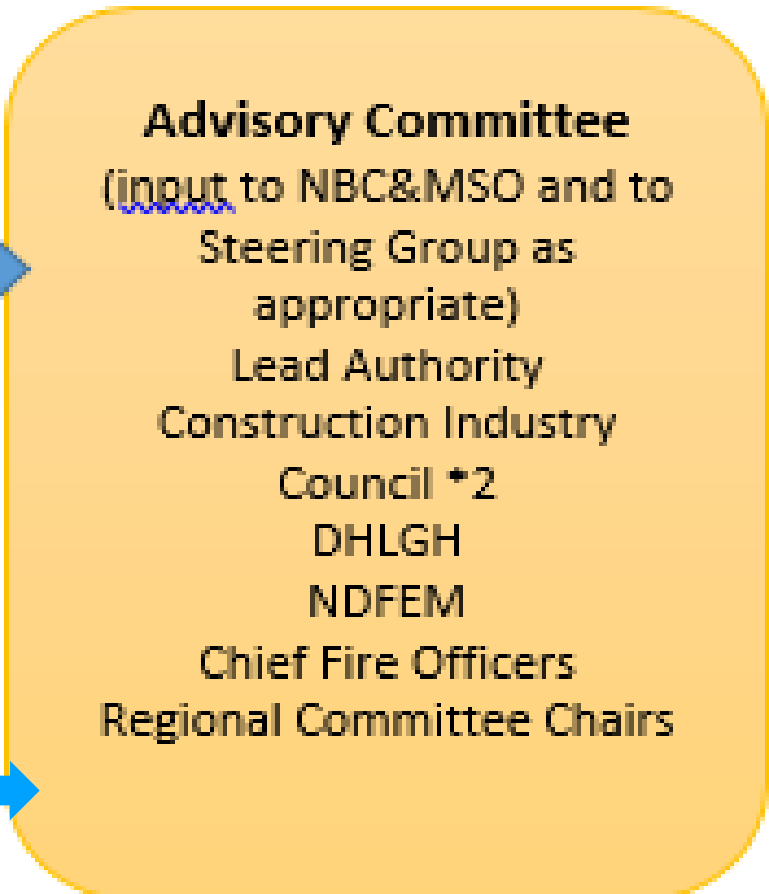 Advisory Committee
(input to NBC&MSO and to
Steering Group as
appropriate)
Lead Authority
Construction Industry
Council *2
DHLGH
NDFEM
Chief Fire Officers
Regional Committee Chairs